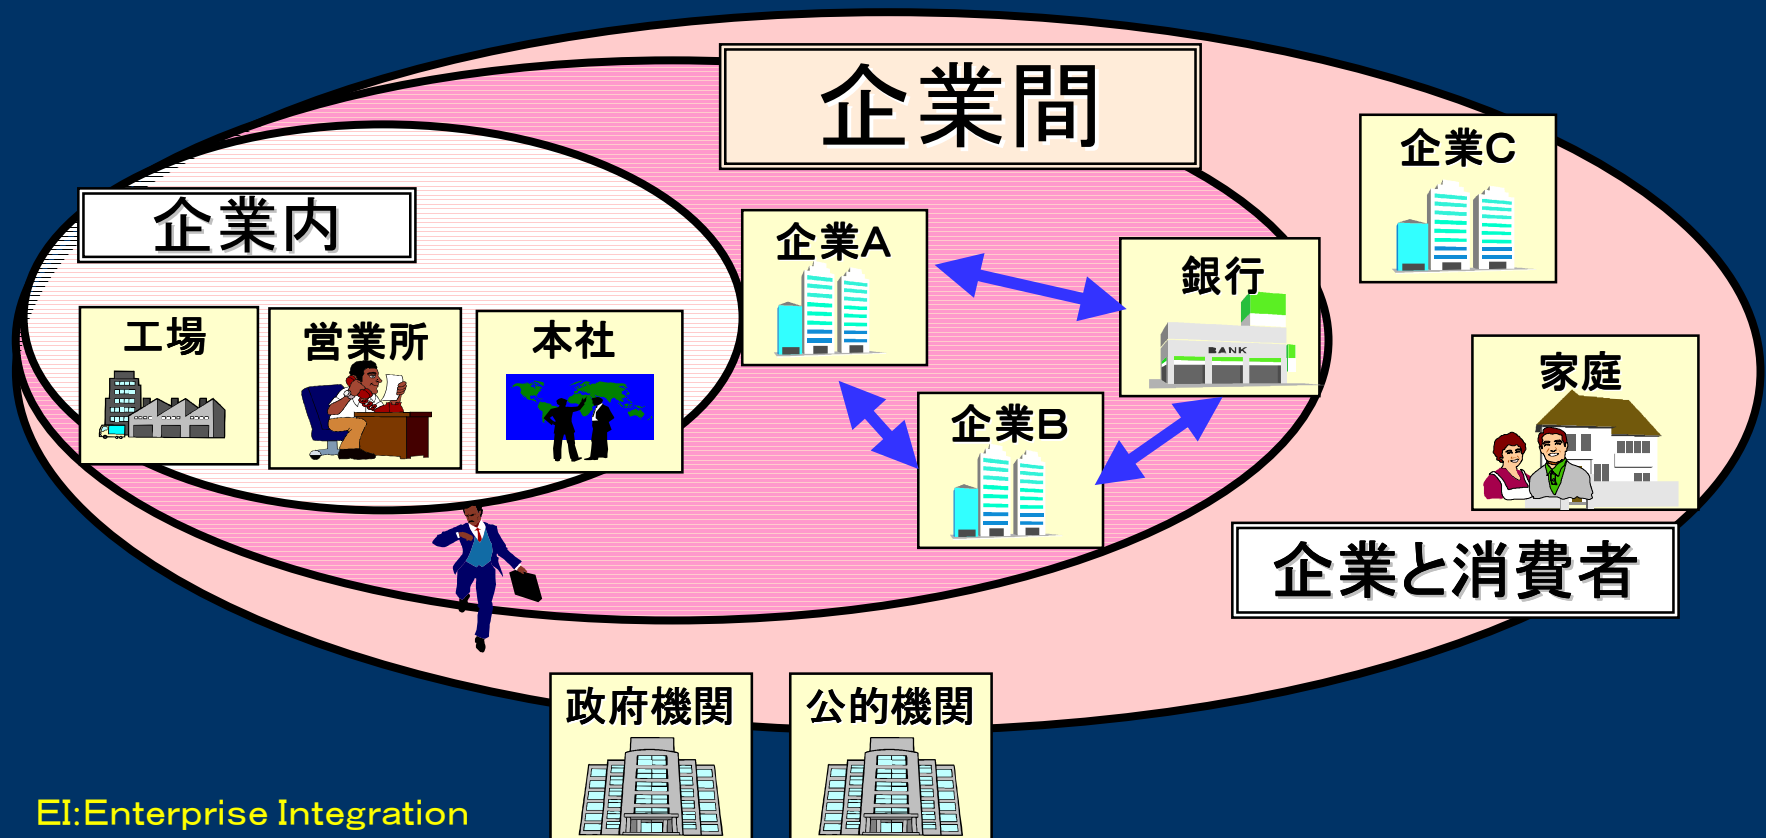 企業間
企業C
企業内
企業A
銀行
BANK
工場
営業所
本社
家庭
企業B
企業と消費者
政府機関
公的機関
EI:Enterprise Integration